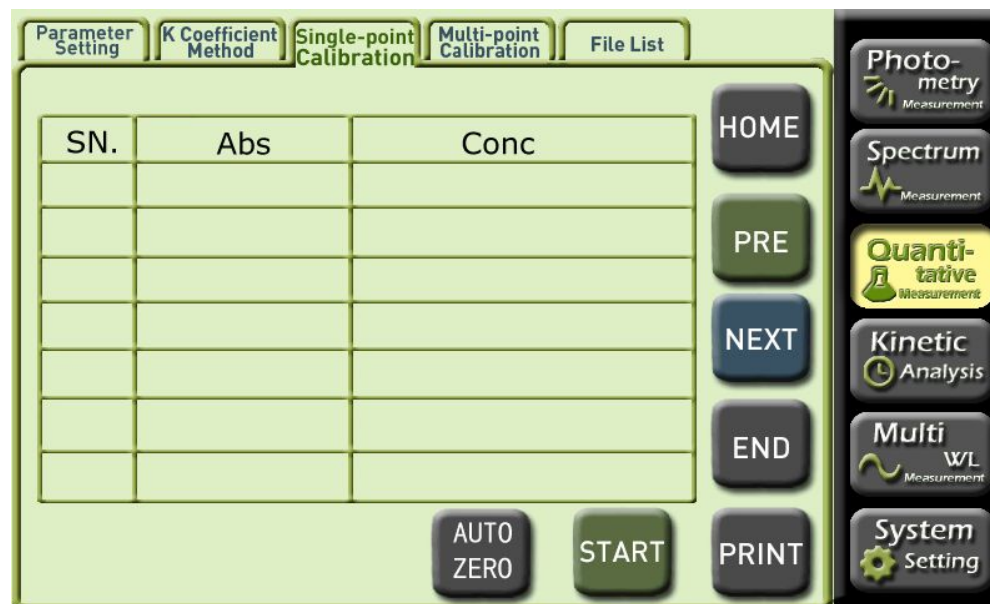 Parameter
Setting
K Coefficient
Method
Single-point
Calibration
Multi-point
Calibration
File List
SN.
Abs
Conc
HOME
PRE
NEXT
END
AUTO
ZERO
START
PRINT
Photo-
metry
Measurement
Spectrum
Measurement
Quanti-
tative
Measurement
Kinetic
Analysis
Multi
WL
Measurement
System
Setting